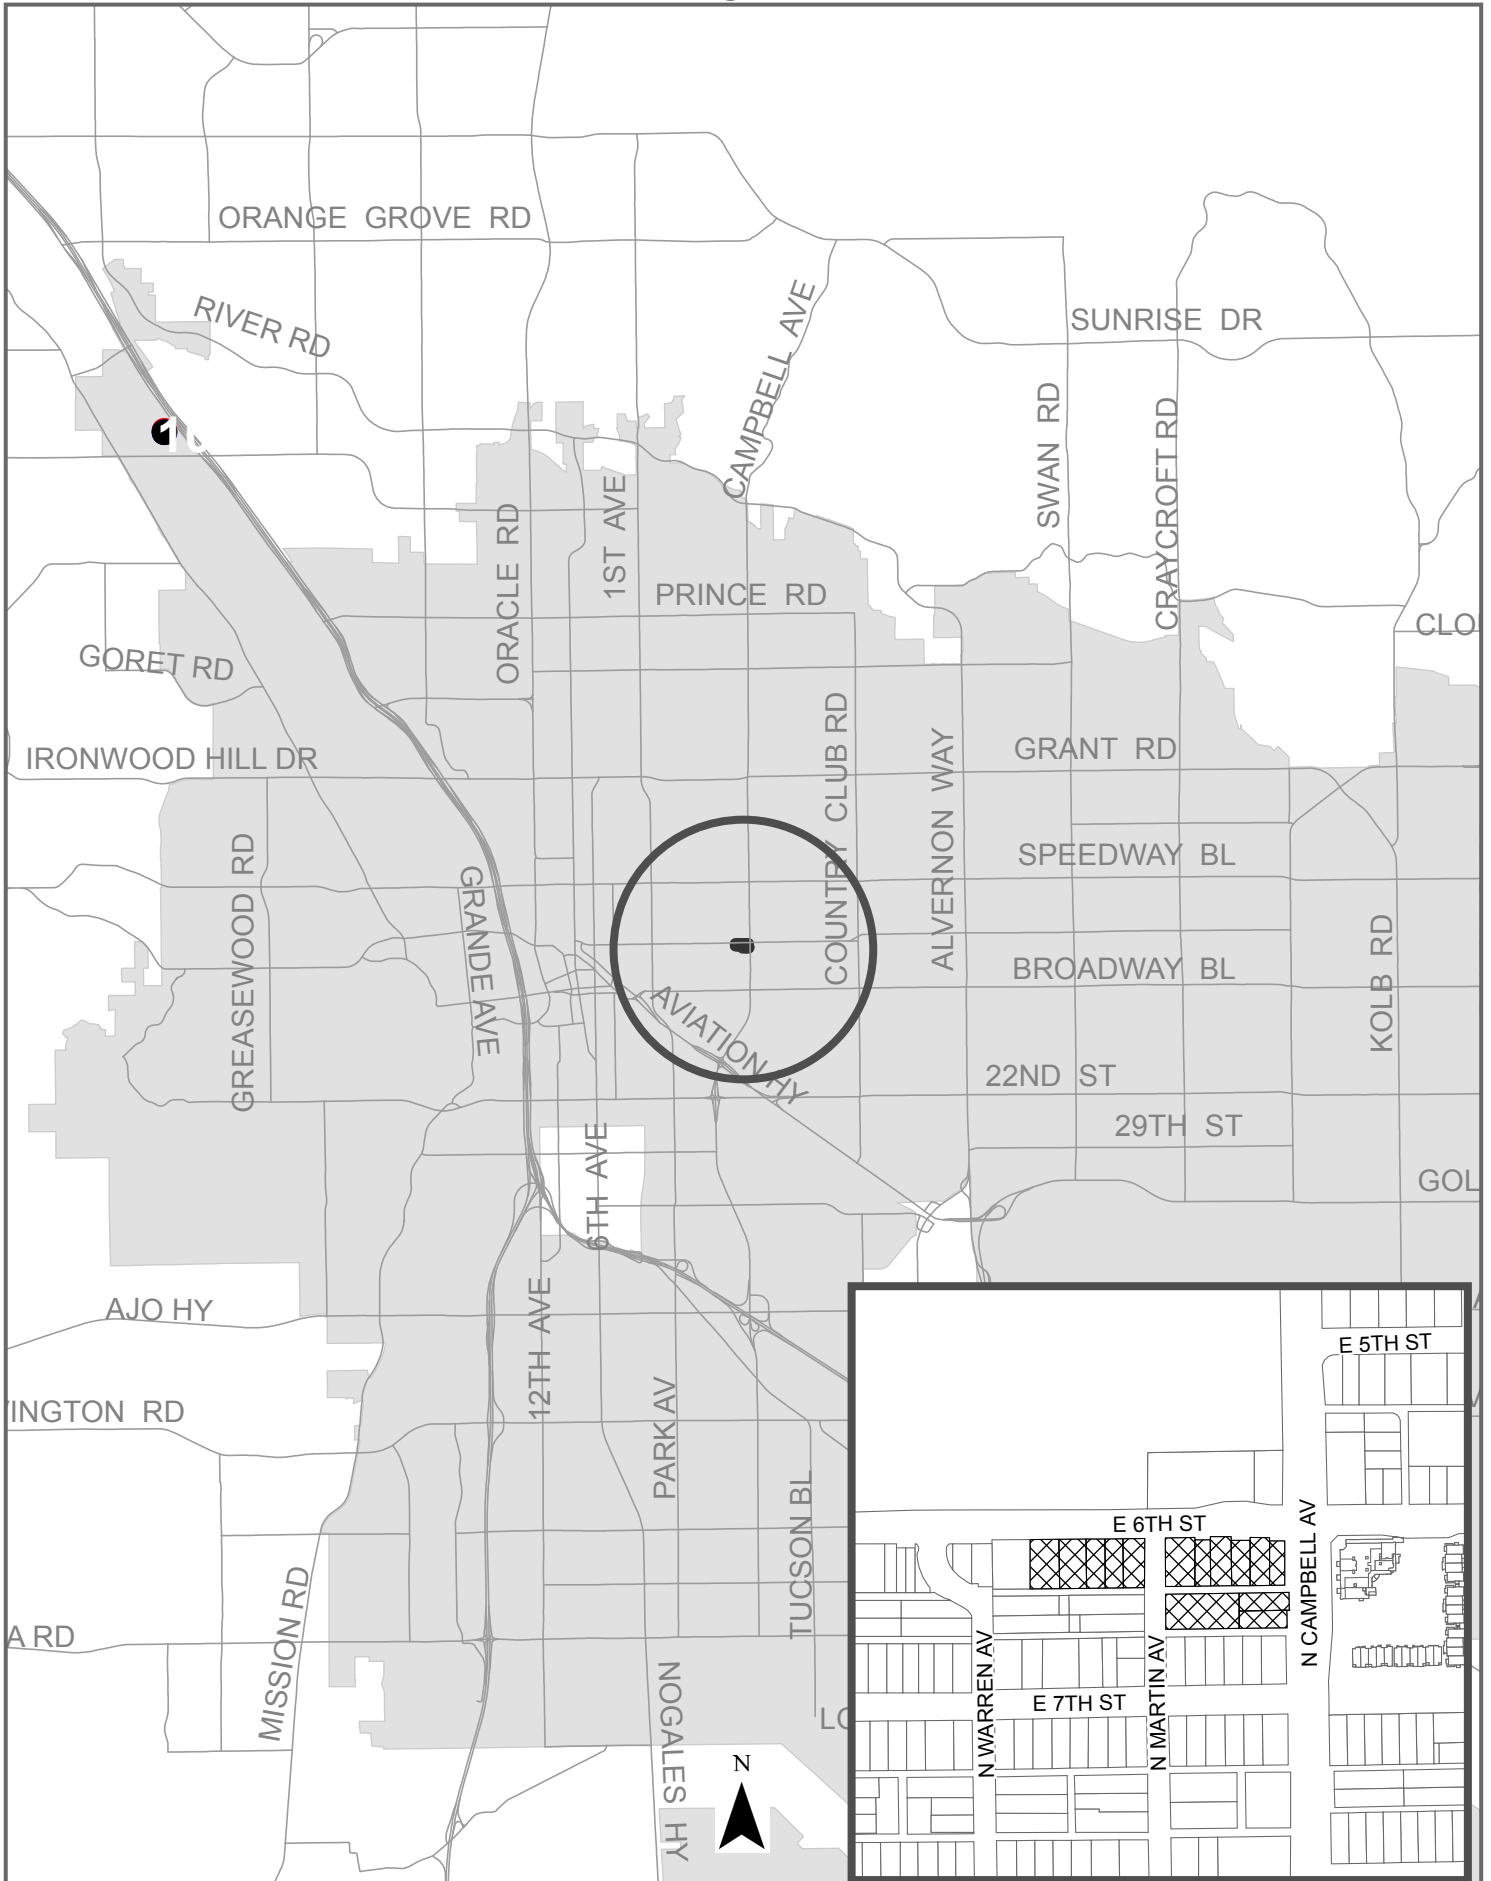 ORANGE GROVE RD
RIVER RD
CAMPBELL AVE
SUNRISE DR
SWAN RD
CRAYCROFT RD
ORACLE RD
1ST AVE
PRINCE RD
CLO
GORET RD
IRONWOOD HILL DR
COUNTRY CLUB RD
ALVERNON WAY
GRANT RD
GREASEWOOD RD
GRANDE AVE
SPEEDWAY BL
BROADWAY BL
KOLB RD
AVIATION HY
22ND ST
29TH ST
6TH AVE
GOL
AJO HY
12TH AVE
VINGTON RD
PARK AV
TUCSON BL
MISSION RD
A RD
NOGALES HY
LO
N
E 5TH ST
E 6TH ST
N CAMPBELL AV
N WARREN AV
N MARTIN AV
E 7TH ST